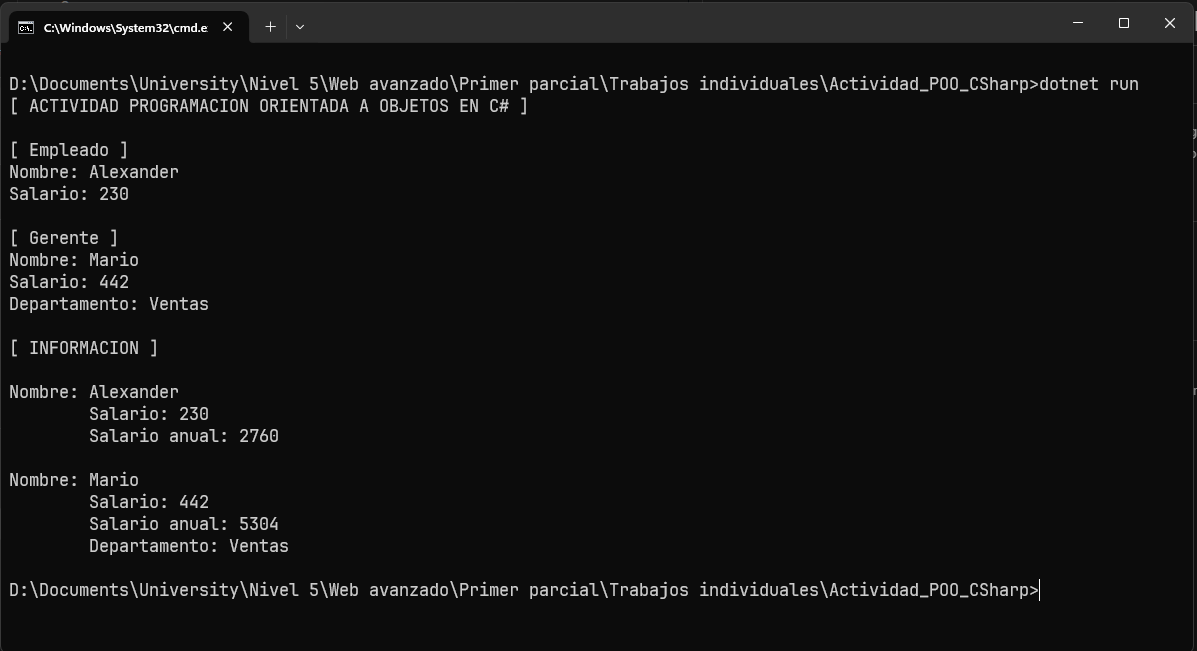 C:\Windows\System32\cmd.e
D:\Documents\University\Nivel 5\Web avanzado\Primer parcial\Trabajos individuales\Actividad_POO_CSharp>dotnet run
[ ACTIVIDAD PROGRAMACION ORIENTADA A OBJETOS EN C# ]
[ Empleado ]
Nombre: Alexander
Salario: 230
[ Gerente ]
Nombre: Mario
Salario: 442
Departamento: Ventas
[ INFORMACION ]
Nombre: Alexander
Salario: 230
Salario anual: 2760
Nombre: Mario
Salario: 442
Salario anual: 5304
Departamento: Ventas
D:\Documents\University\Nivel 5\Web avanzado\Primer parcial\Trabajos individuales\Actividad_POO_CSharp>